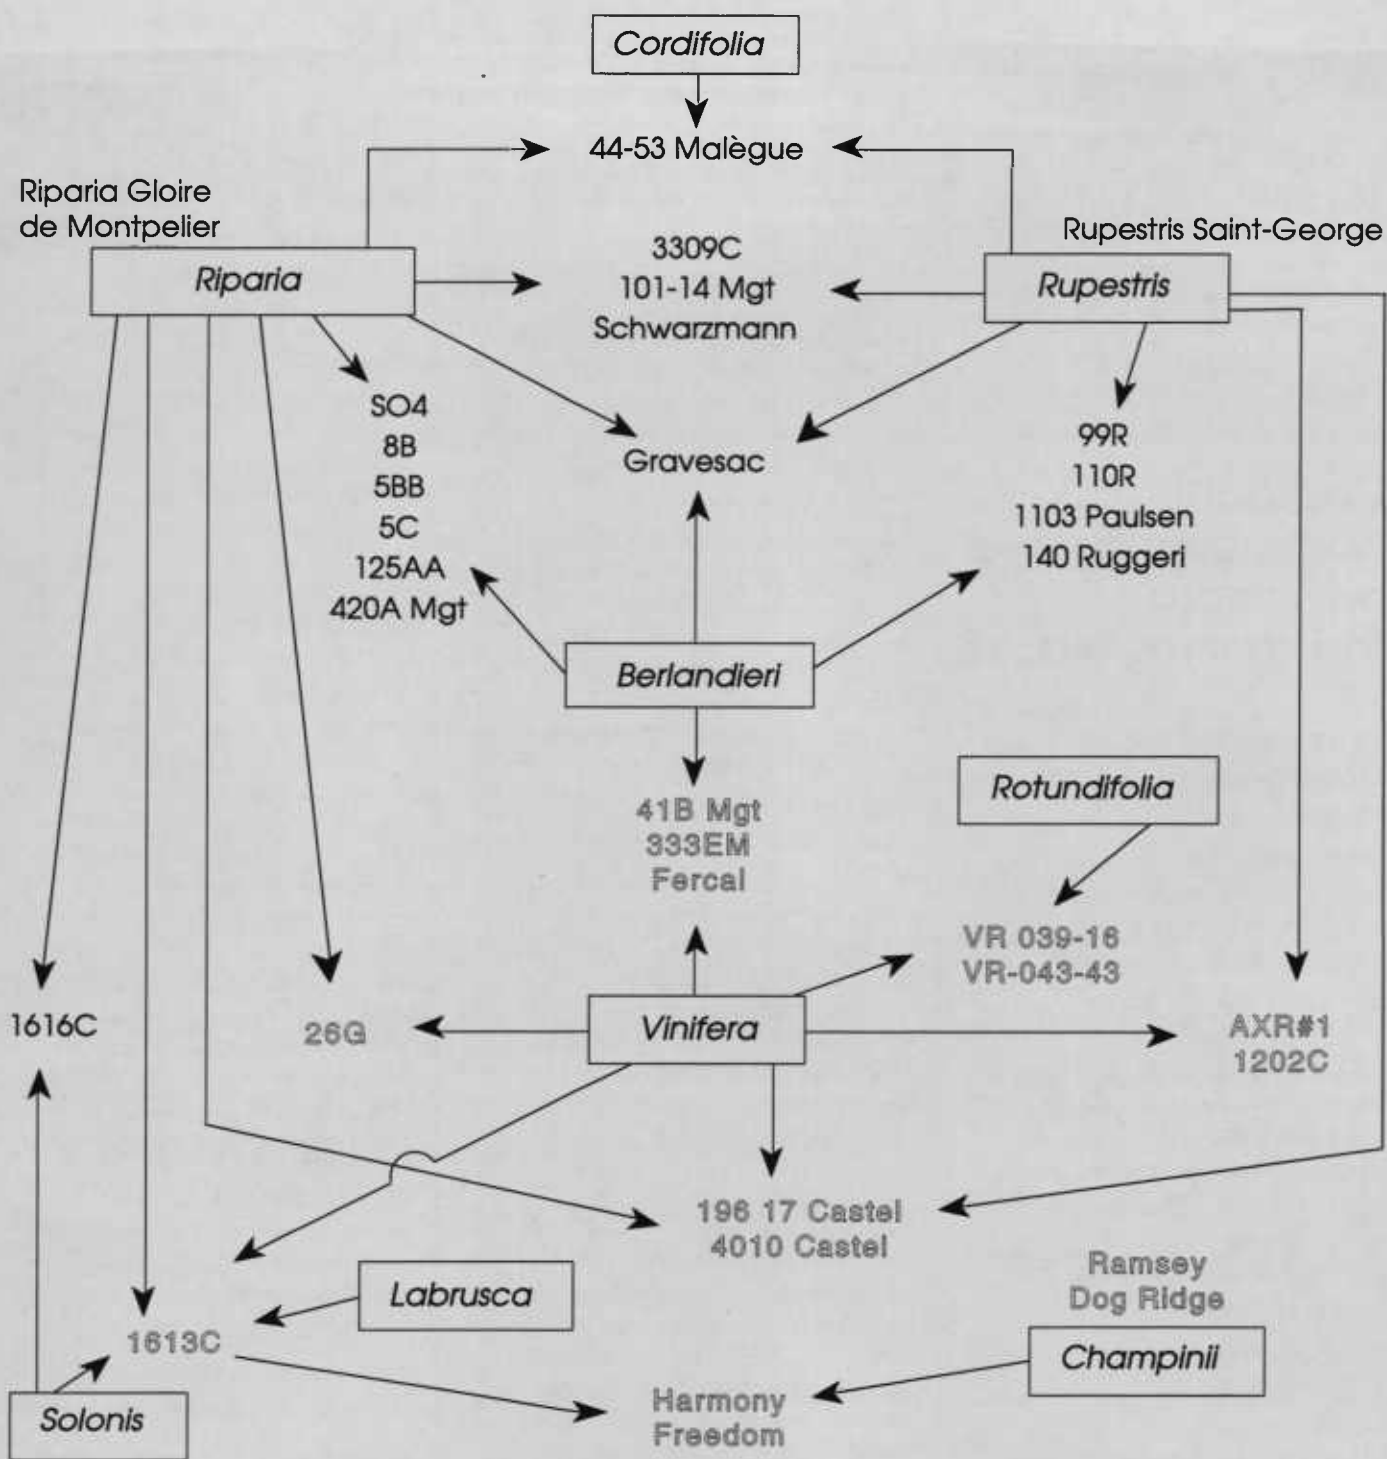 Cordifolia
44-53 Malègue
Riparia Gloire
de Montpelier
Rupestris Saint-George
Riparia
3309C
101-14 Mgt
Schwarzmann
Rupestris
SO4
8B
5BB
5C
125AA
420A Mgt
Gravesac
99R
110R
1103 Paulsen
140 Ruggeri
Berlandieri
41B Mgt
333EM
Fercal
Rotundifolia
VR 039-16
VR-043-43
1616C
26G
Vinifera
AXR#1
1202C
196 17 Castel
4010 Castel
Ramsey
Dog Ridge
Labrusca
1613C
Champinii
Solonis
Harmony
Freedom